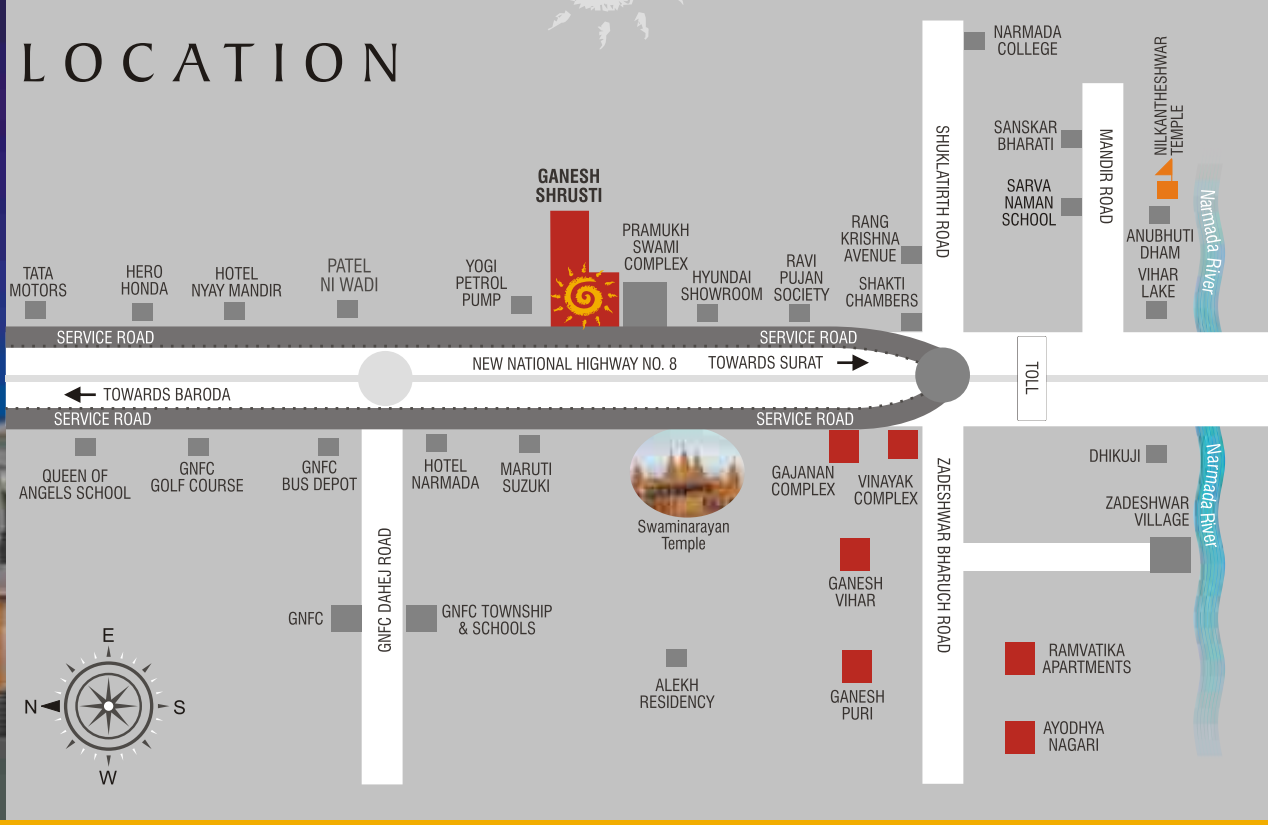 LOCATION
NARMADA
COLLEGE
SHUKLATIRTH ROAD
SANSKAR
BHARATI
MANDIR ROAD
NILKANTHESHWAR
TEMPLE
SARVA
NAMAN
SCHOOL
Narmada River
ANUBHUTI
DHAM
VIHAR
LAKE
GANESH
SHRUSTI
TATA
MOTORS
HERO
HONDA
HOTEL
NYAY MANDIR
PATEL
NI WADI
YOGI
PETROL
PUMP
PRAMUKH
SWAMI
COMPLEX
HYUNDAI
SHOWROOM
RAVI
PUJAN
SOCIETY
RANG
KRISHNA
AVENUE
SHAKTI
CHAMBERS
SERVICE ROAD
SERVICE ROAD
NEW NATIONAL HIGHWAY NO. 8
TOWARDS SURAT
TOLL
TOWARDS BARODA
SERVICE ROAD
SERVICE ROAD
QUEEN OF
ANGELS SCHOOL
GNFC
GOLF COURSE
GNFC
BUS DEPOT
HOTEL
NARMADA
MARUTI
SUZUKI
Swaminarayan
Temple
GAJANAN
COMPLEX
VINAYAK
COMPLEX
ZADESHWAR BHARUCH ROAD
DHIKUJI
ZADESHWAR
VILLAGE
Narmada River
GNFC DAHEJ ROAD
GNFC
GNFC TOWNSHIP
& SCHOOLS
GANESH
VIHAR
ALEKH
RESIDENCY
GANESH
PURI
RAMVATIKA
APARTMENTS
AYODHYA
NAGARI
E
N
S
W